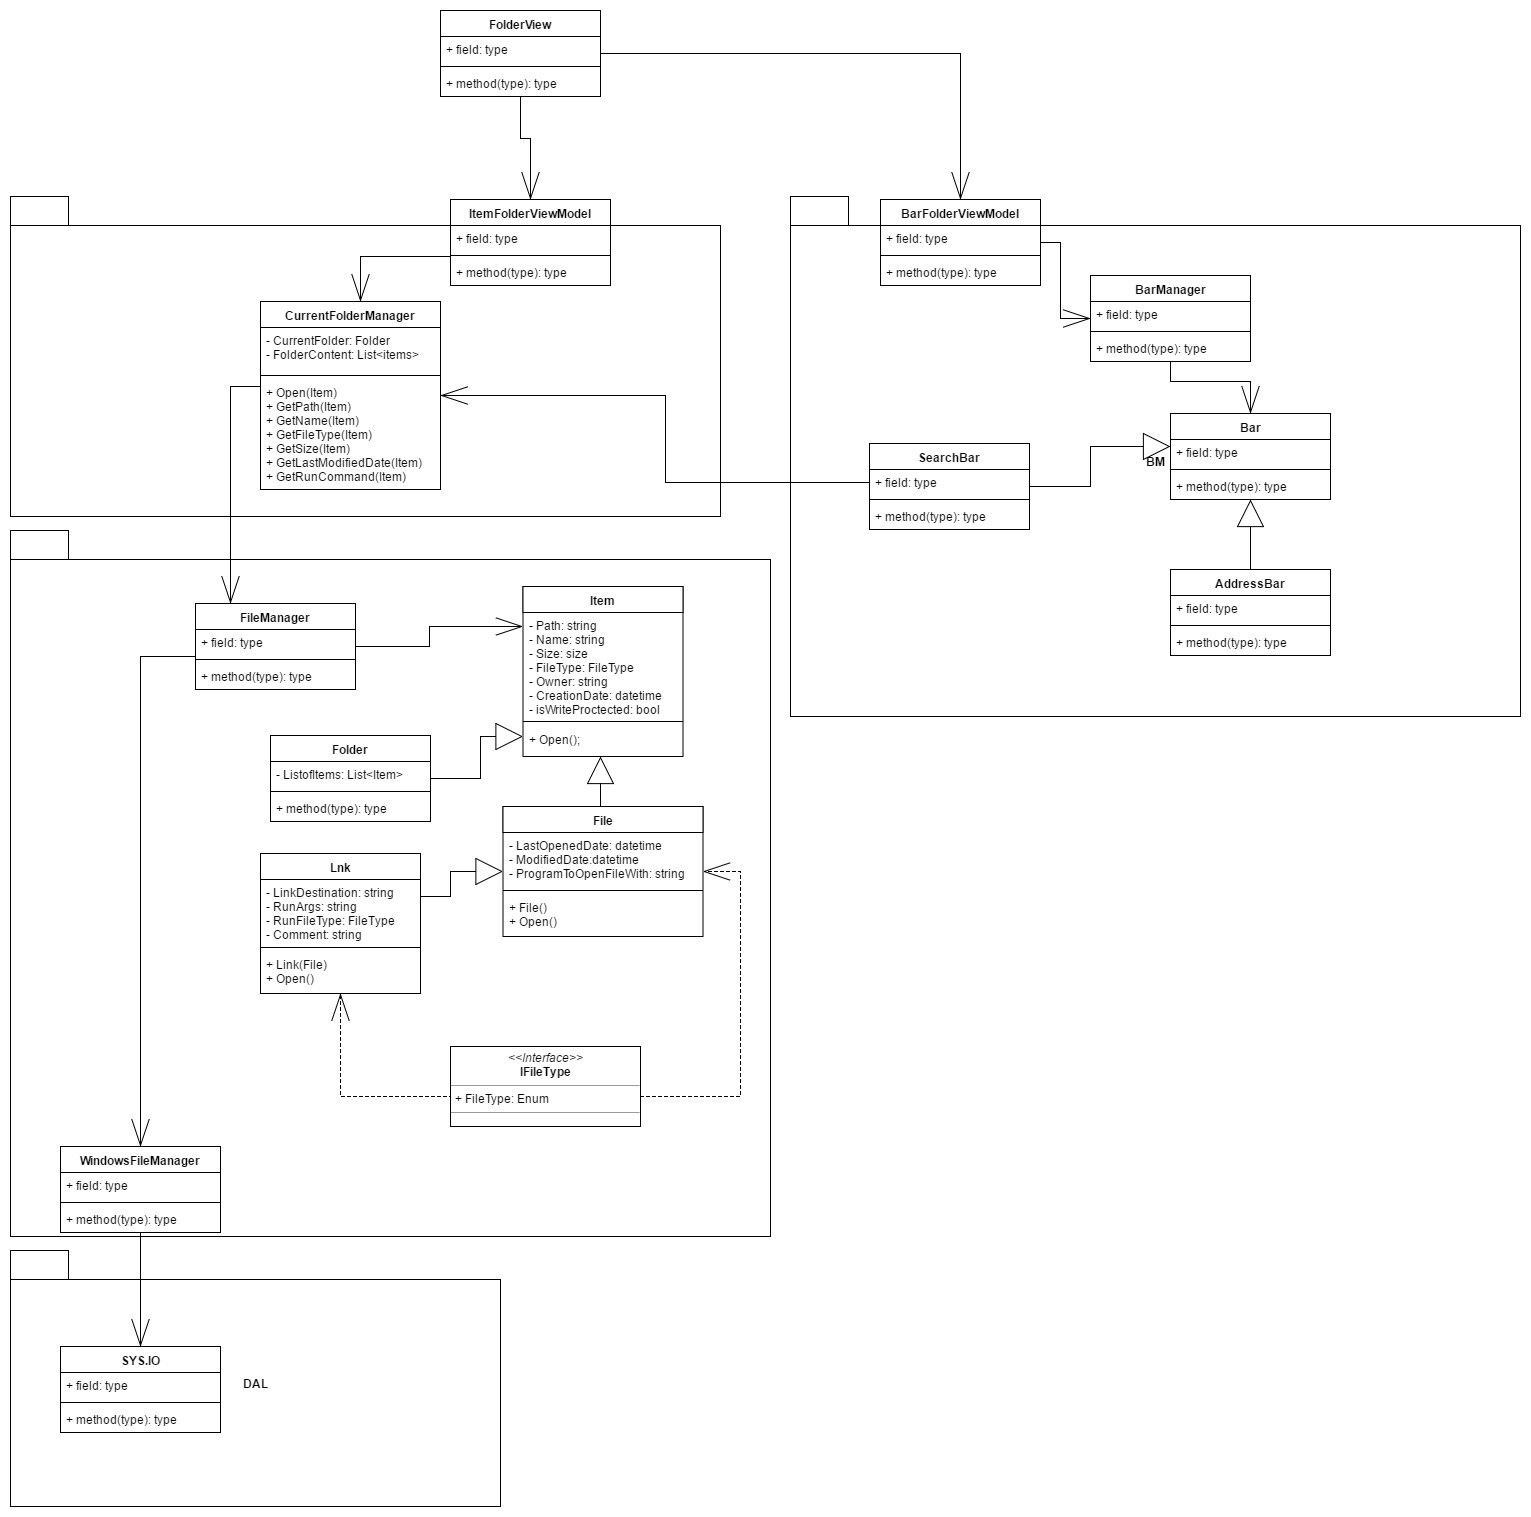 FolderView
+ field: type
+ method(type): type
ItemFolderViewModel
+ field: type
+ method(type): type
BarFolderViewModel
+ field: type
+ method(type): type
BarManager
+ field: type
+ method(type): type
CurrentFolderManager
- CurrentFolder: Folder
- FolderContent: List<items>
+ Open(Item)
+ GetPath(Item)
+ GetName(Item)
+ GetFileType(Item)
+ GetSize(Item)
+ GetLastModifiedDate(Item)
+ GetRunCommand(Item)
SearchBar
+ field: type
+ method(type): type
BM
Bar
+ field: type
+ method(type): type
AddressBar
+ field: type
+ method(type): type
FileManager
+ field: type
+ method(type): type
Item
- Path: string
- Name: string
- Size: size
- FileType: FileType
- Owner: string
- CreationDate: datetime
- isWriteProctected: bool
+ Open();
Folder
- ListofItems: List<Item>
+ method(type): type
File
- LastOpenedDate: datetime
- ModifiedDate:datetime
- ProgramToOpenFileWith: string
+ File()
+ Open()
Lnk
- LinkDestination: string
- RunArgs: string
- RunFileType: FileType
- Comment: string
+ Link(File)
+ Open()
<<Interface>>
IFileType
+ FileType: Enum
WindowsFileManager
+ field: type
+ method(type): type
SYS.IO
+ field: type
+ method(type): type
DAL